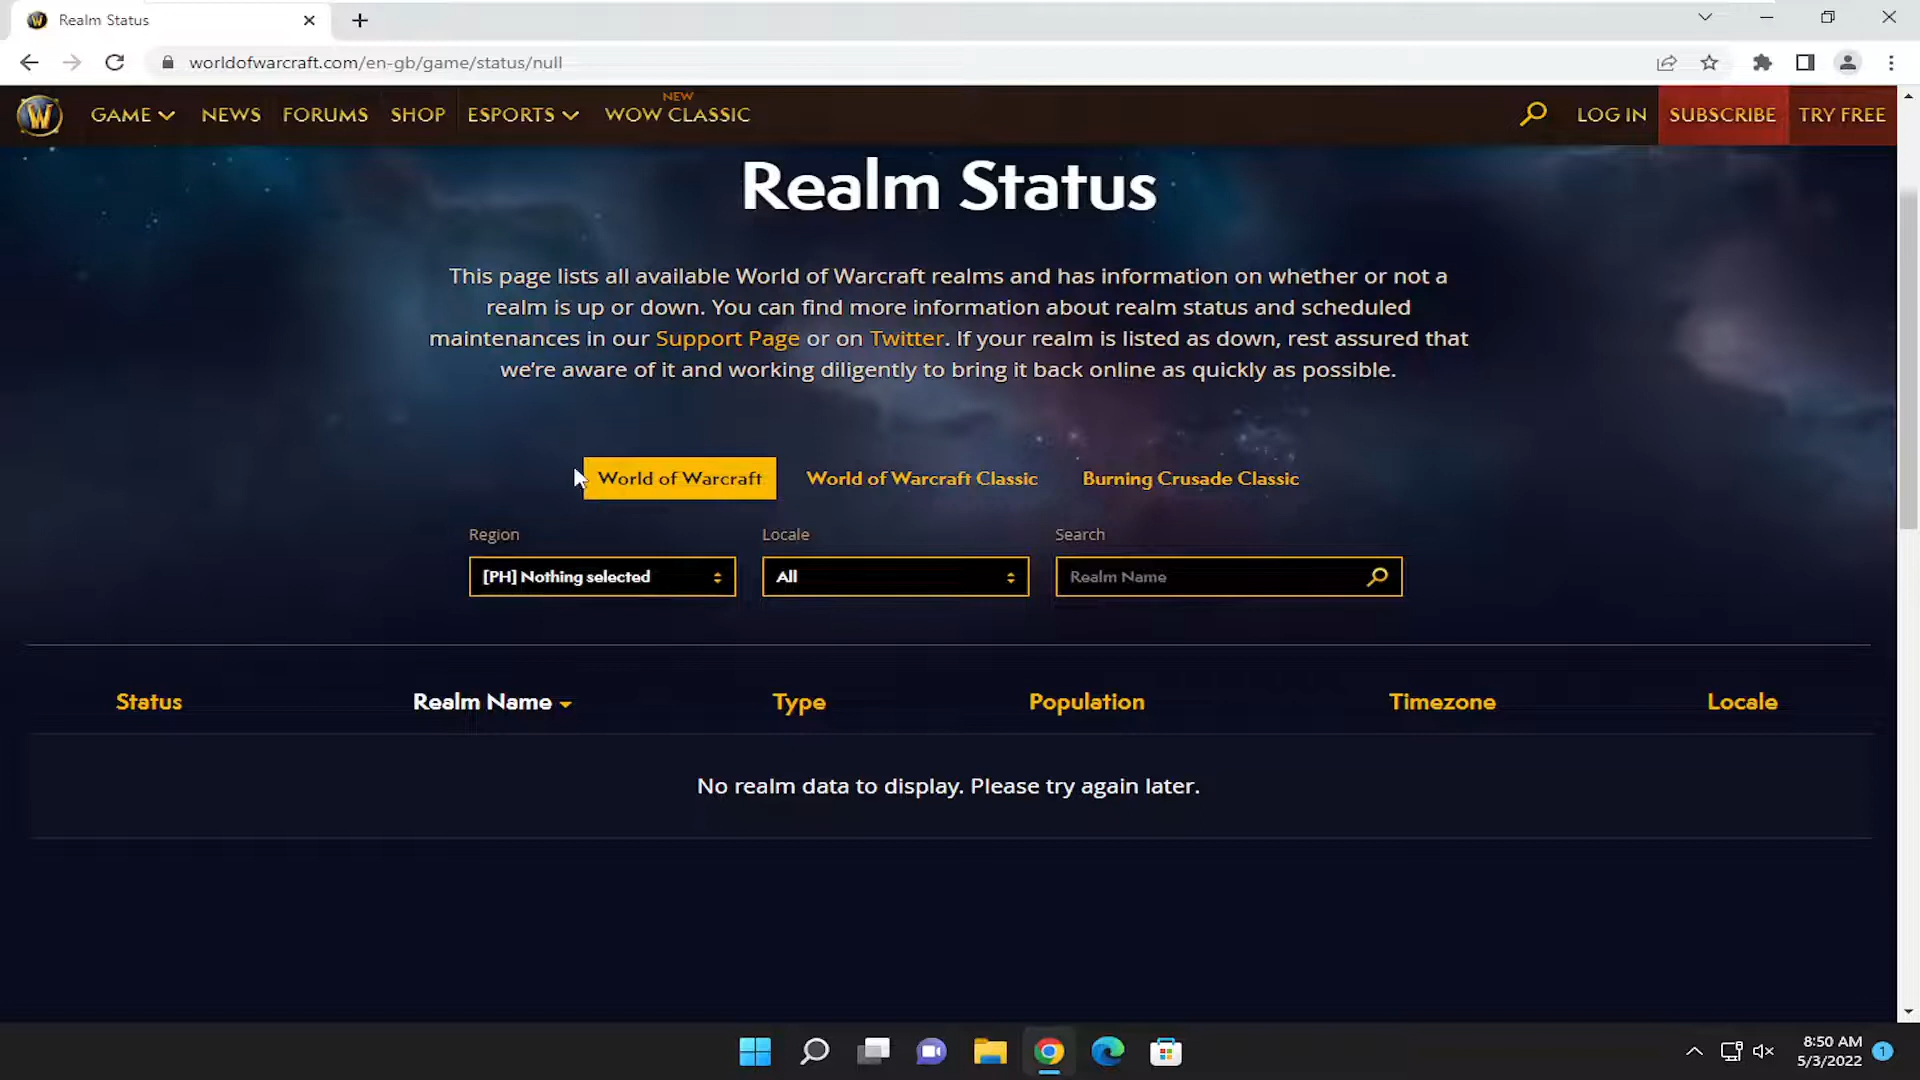 Realm Status
worldofwarcraft.com/en-gb/game/status/null
GAME NEWS FORUMS SHOP ESPORTS NEW WOW CLASSIC LOG IN SUBSCRIBE TRY FREE
Realm Status
This page lists all available World of Warcraft realms and has information on whether or not a
realm is up or down. You can find more information about realm status and scheduled
maintenances in our Support Page or on Twitter. If your realm is listed as down, rest assured that
we're aware of it and working diligently to bring it back online as quickly as possible.
World of Warcraft World of Warcraft Classic Burning Crusade Classic
Region Locale Search
[PH] Nothing selected All Realm Name
Status Realm Name Type Population Timezone Locale
No realm data to display. Please try again later.
8:50 AM
5/3/2022 1